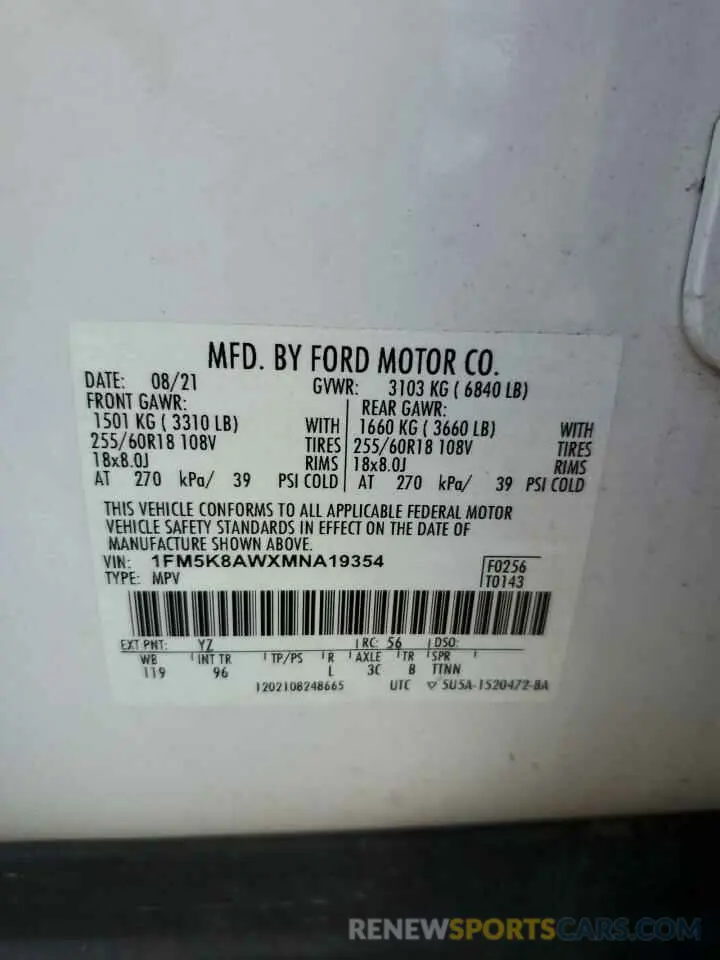 MFD. BY FORD MOTOR CO.
DATE: 08/21 GVWR: 3103 KG ( 6840 LB)
FRONT GAWR: REAR GAWR:
1501 KG ( 3310 LB) WITH 1660 KG ( 3660 LB) WITH
255/60R18 108V TIRES 255/60R18 108V TIRES
18x8.0J RIMS 18x8.0J RIMS
AT 270 kPa/ 39 PSI COLD AT 270 kPa/ 39 PSI COLD
THIS VEHICLE CONFORMS TO ALL APPLICABLE FEDERAL MOTOR
VEHICLE SAFETY STANDARDS IN EFFECT ON THE DATE OF
MANUFACTURE SHOWN ABOVE.
VIN: 1FM5K8AWXMNA19354 F0256
TYPE: MPV T0143
EXT PNT: YZ RC: 56 DSO:
WB INT TR TP/PS R AXLE TR SPR
119 96 L 3C B TTNN
1202108248665 UTC ▽ 5U5A-1520472-BA
RENEWSPORTSCARS.COM